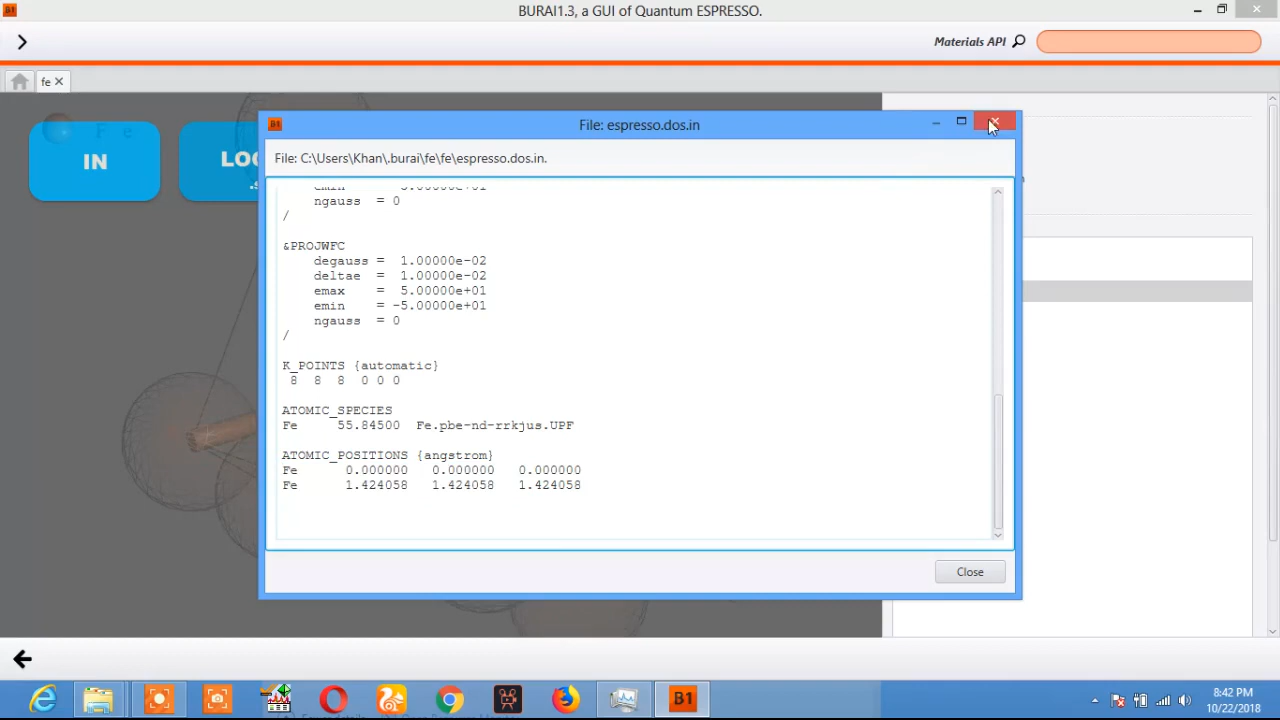 BURAI1.3, a GUI of Quantum ESPRESSO.
Materials API
fe
Fe
IN
File: espresso.dos.in
File: C:\Users\Khan\.burai\fe\fe\espresso.dos.in.
ngauss = 0
/
&PROJWFC
degauss = 1.00000e-02
deltae = 1.00000e-02
emax = 5.00000e+01
emin = -5.00000e+01
ngauss = 0
/
K_POINTS {automatic}
8 8 8 0 0 0
ATOMIC_SPECIES
Fe 55.84500 Fe.pbe-nd-rrkjus.UPF
ATOMIC_POSITIONS {angstrom}
Fe 0.000000 0.000000 0.000000
Fe 1.424058 1.424058 1.424058
Close
8:42 PM
10/22/2018